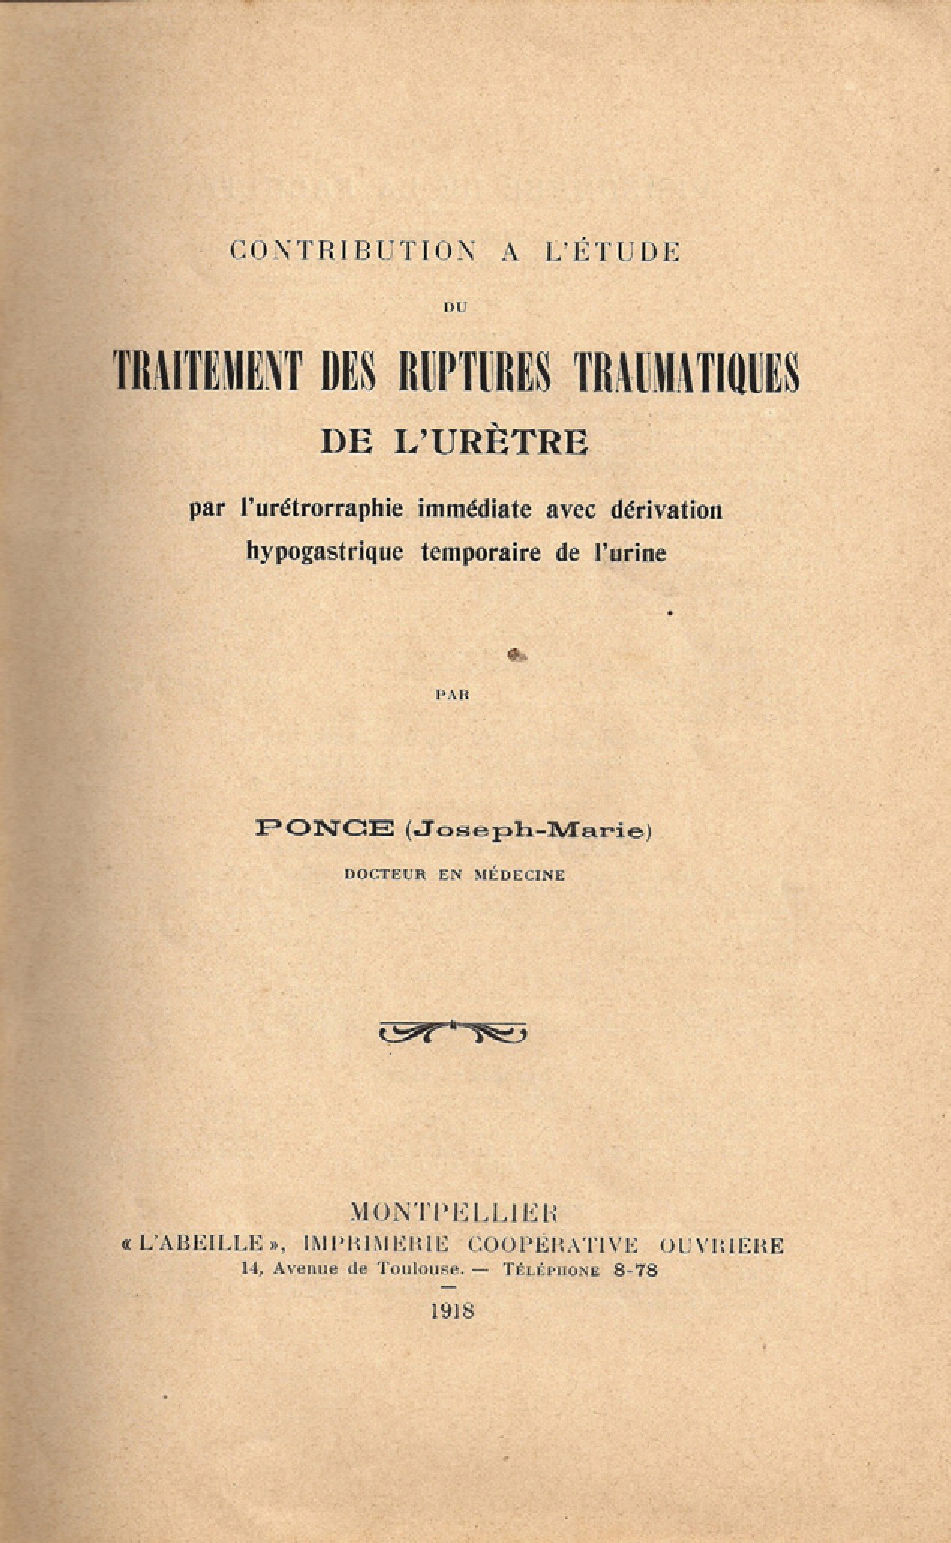 CONTRIBUTION A L'ÉTUDE
DU
TRAITEMENT DES RUPTURES TRAUMATIQUES
DE L'URÈTRE
par l'urétrorraphie immédiate avec dérivation
hypogastrique temporaire de l'urine
PAR
PONCE (Joseph-Marie)
DOCTEUR EN MÉDECINE
MONTPELLIER
« L'ABEILLE », IMPRIMERIE COOPÉRATIVE OUVRIERE
14, Avenue de Toulouse. — TÉLÉPHONE 8-78
1918